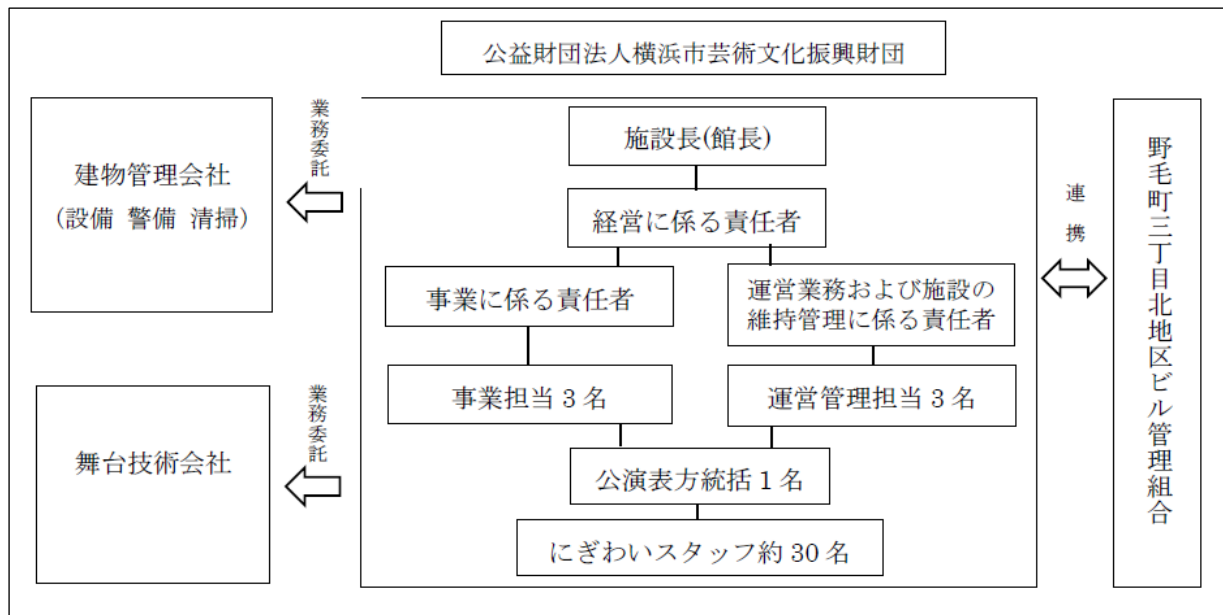 公益財団法人横浜市芸術文化振興財団
建物管理会社
(設備 警備 清掃)
業務委託
施設長(館長)
経営に係る責任者
事業に係る責任者
運営業務および施設の
維持管理に係る責任者
事業担当3名
運営管理担当3名
公演表方統括1名
にぎわいスタッフ約30名
舞台技術会社
業務委託
連携
野毛町三丁目北地区ビル管理組合